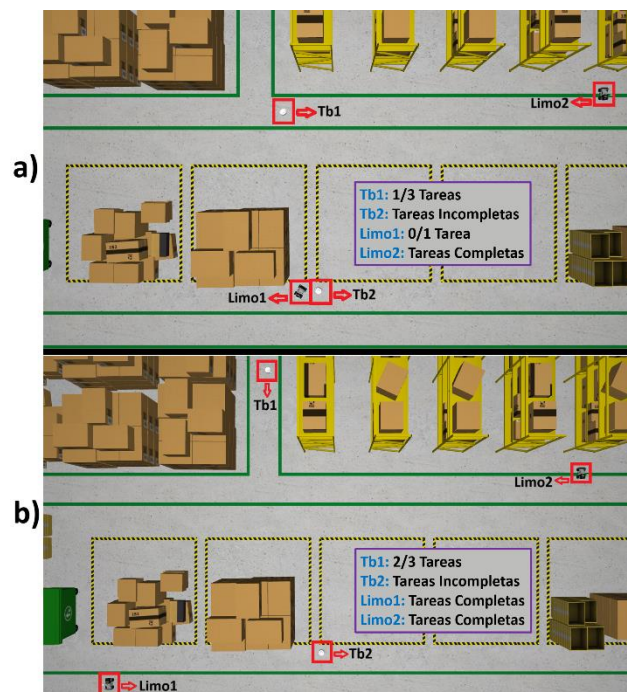 Tb1
Limo2
a)
Tb1: 1/3 Tareas
Tb2: Tareas Incompletas
Limo1: 0/1 Tarea
Limo2: Tareas Completas
Limo1
Tb2
Tb1
Limo2
b)
Tb1: 2/3 Tareas
Tb2: Tareas Incompletas
Limo1: Tareas Completas
Limo2: Tareas Completas
Tb2
Limo1